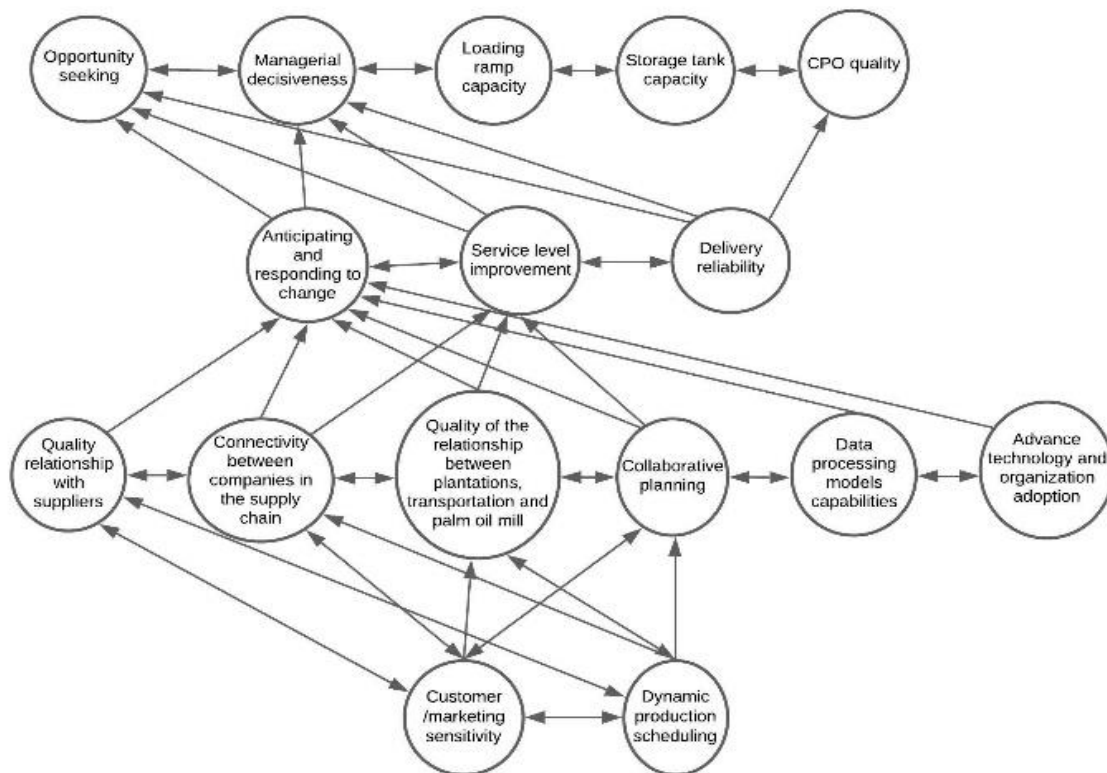 Opportunity
seeking
Managerial
decisiveness
Loading
ramp
capacity
Storage tank
capacity
CPO quality
Anticipating
and
responding to
change
Service level
improvement
Delivery
reliability
Quality
relationship
with
suppliers
Connectivity
between
companies in
the supply
chain
Quality of the
relationship
between
plantations,
transportation and
palm oil mill
Collaborative
planning
Data
processing
models
capabilities
Advance
technology and
organization
adoption
Customer
/marketing
sensitivity
Dynamic
production
scheduling